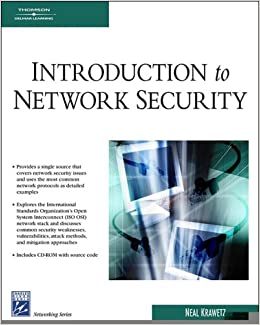 THOMSON
DELMAR LEARNING
INTRODUCTION to
NETWORK SECURITY
• Provides a single source that
covers network security issues
and uses the most common
network protocols as detailed
examples
• Explores the International
Standards Organization's Open
System Interconnect (ISO OSI)
network stack and discusses
common security weaknesses,
vulnerabilities, attack methods,
and mitigation approaches
• Includes CD-ROM with source code
NEAL KRAWETZ
Networking Series